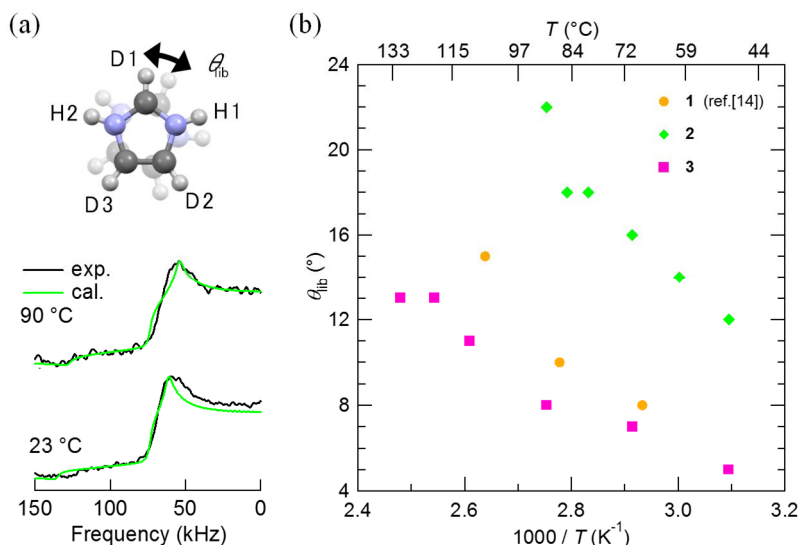 (a)
D1
θlib
H2
H1
D3
D2
exp.
cal.
90 °C
23 °C
150 100 50 0
Frequency (kHz)
(b)
T (°C)
133 115 97 84 72 59 44
24
20
16
12
8
4
θlib (°)
1 (ref.[14])
2
3
2.4 2.6 2.8 3.0 3.2
1000 / T (K⁻¹)